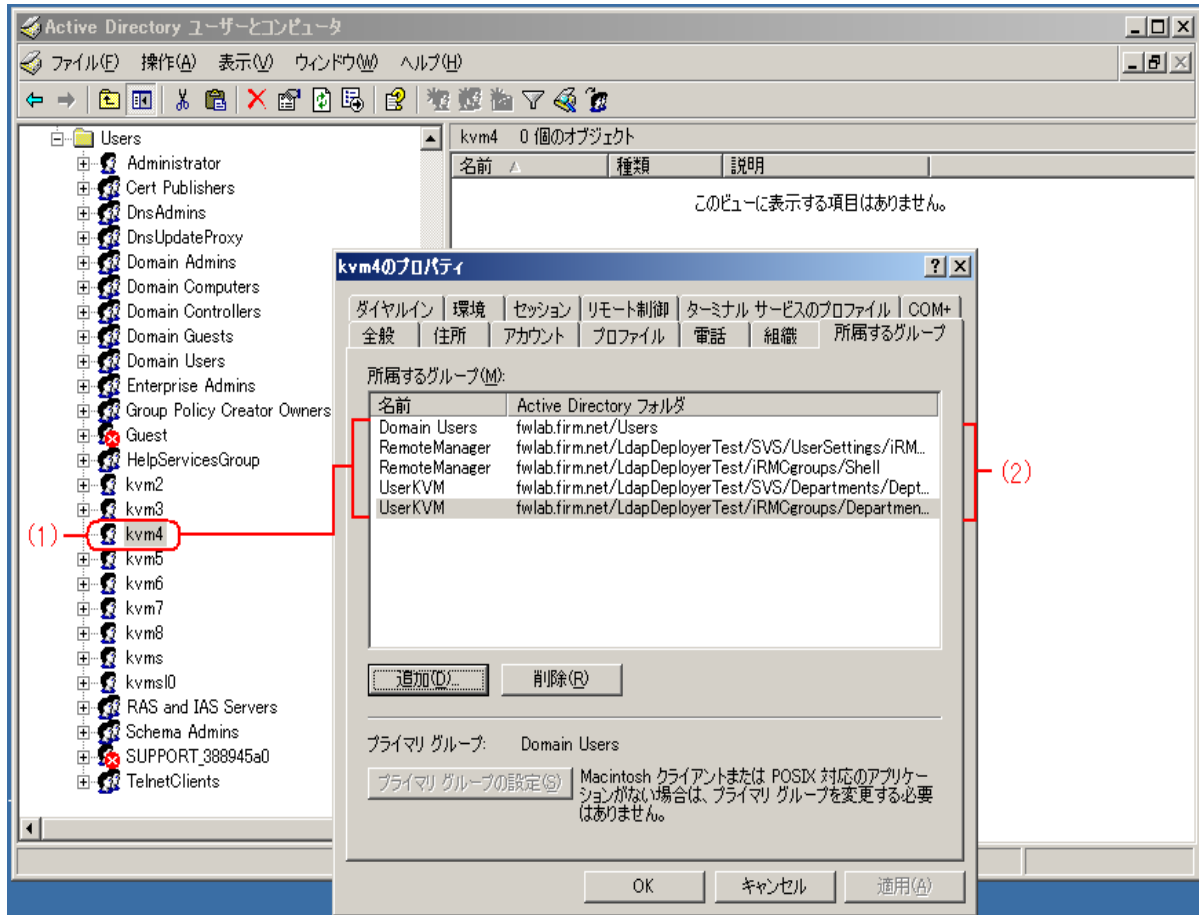 Active Directory ユーザーとコンピュータ
ファイル(F) 操作(A) 表示(V) ウィンドウ(W) ヘルプ(H)
Users
Administrator
Cert Publishers
DnsAdmins
DnsUpdateProxy
Domain Admins
Domain Computers
Domain Controllers
Domain Guests
Domain Users
Enterprise Admins
Group Policy Creator Owners
Guest
HelpServicesGroup
kvm2
kvm3
(1)
kvm4
kvm5
kvm6
kvm7
kvm8
kvms
kvmsl0
RAS and IAS Servers
Schema Admins
SUPPORT_388945a0
TelnetClients
kvm4 0 個のオブジェクト
名前 種類 説明
このビューに表示する項目はありません。
kvm4のプロパティ
ダイヤルイン 環境 セッション リモート制御 ターミナル サービスのプロファイル COM+
全般 住所 アカウント プロファイル 電話 組織 所属するグループ
所属するグループ(M):
名前 Active Directory フォルダ
Domain Users fwlab.firm.net/Users
RemoteManager fwlab.firm.net/LdapDeployerTest/SVS/UserSettings/iRM...
RemoteManager fwlab.firm.net/LdapDeployerTest/iRMCgroups/Shell
UserKVM fwlab.firm.net/LdapDeployerTest/SVS/Departments/Dept...
UserKVM fwlab.firm.net/LdapDeployerTest/iRMCgroups/Departmen...
(2)
追加(D)... 削除(R)
プライマリ グループ: Domain Users
プライマリ グループの設定(S)
Macintosh クライアントまたは POSIX 対応のアプリケー
ションがない場合は、プライマリ グループを変更する必要
はありません。
OK キャンセル 適用(A)